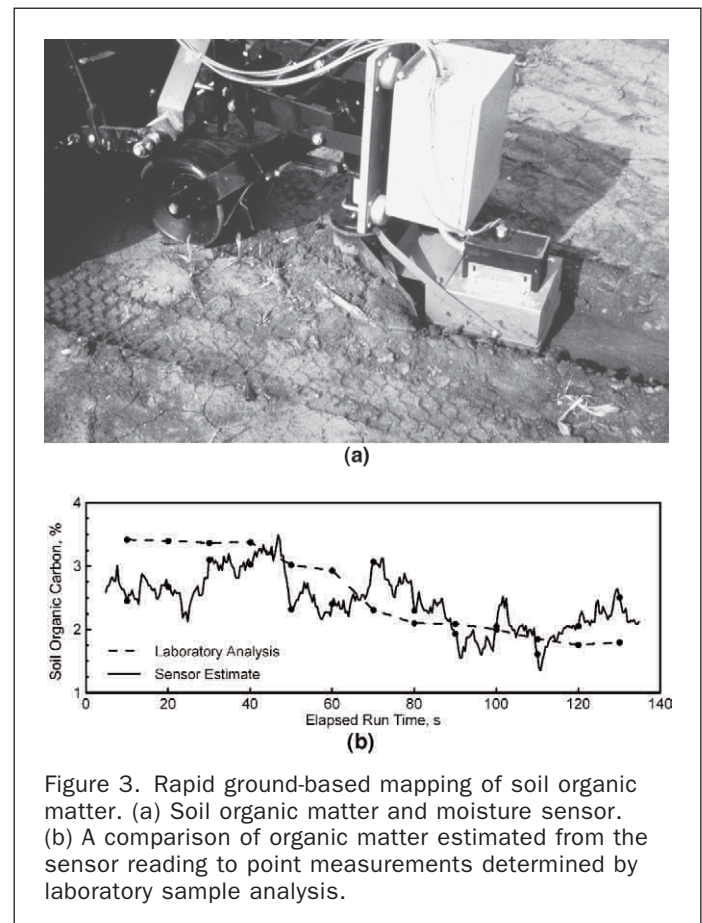 (a)
4
3
2
1
Soil Organic Carbon, %
Laboratory Analysis
Sensor Estimate
0
20
40
60
80
100
120
140
Elapsed Run Time, s
(b)
Figure 3. Rapid ground-based mapping of soil organic
matter. (a) Soil organic matter and moisture sensor.
(b) A comparison of organic matter estimated from the
sensor reading to point measurements determined by
laboratory sample analysis.